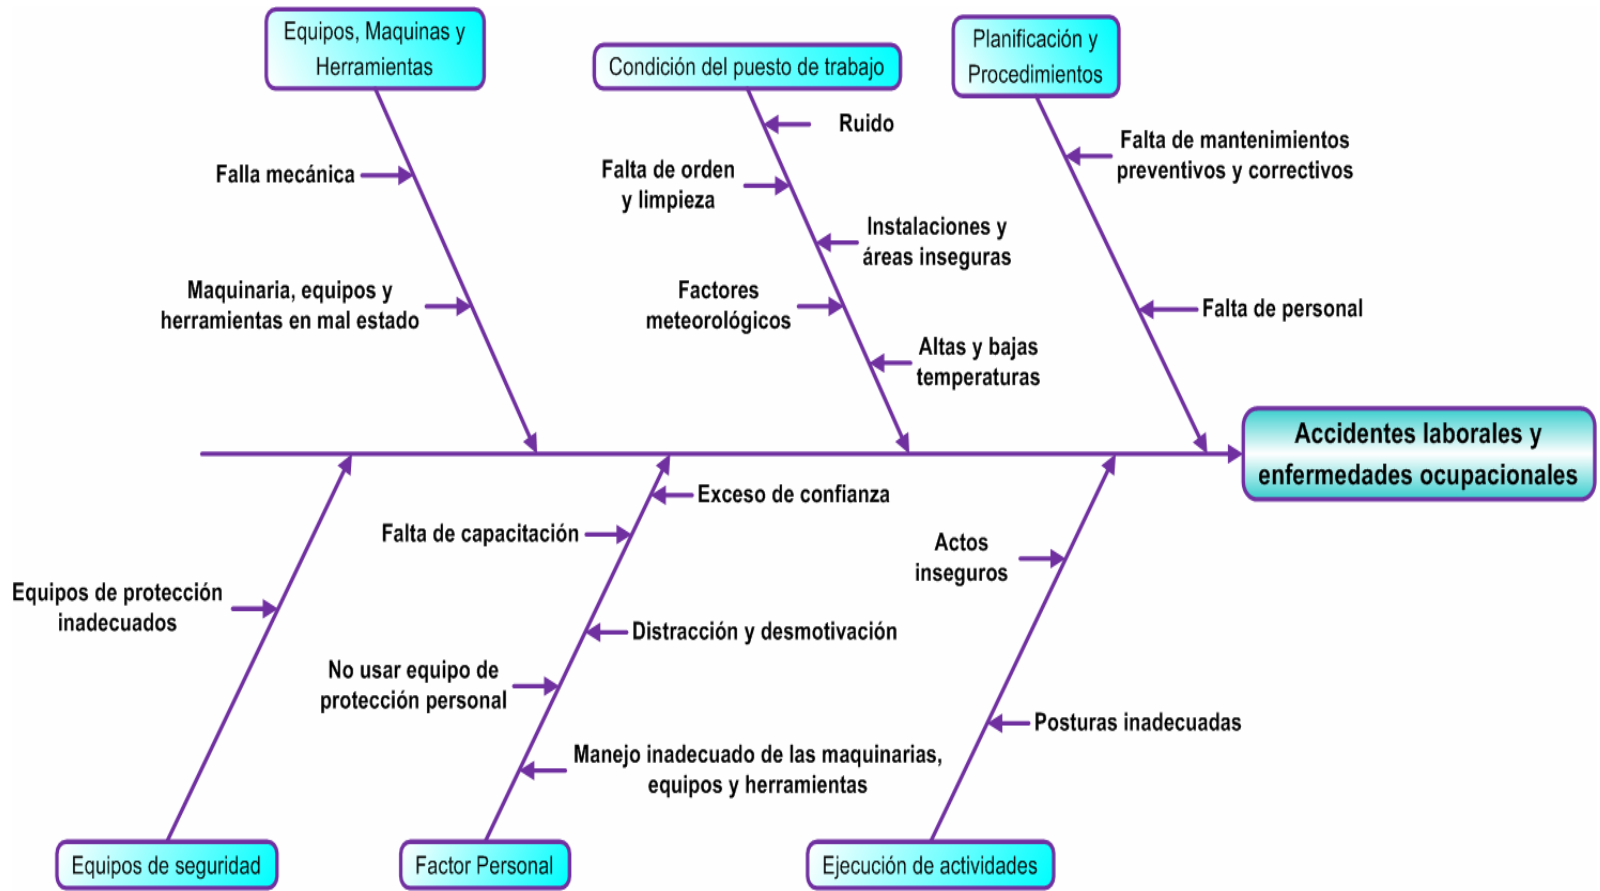 Equipos, Maquinas y
Herramientas
Condición del puesto de trabajo
Planificación y
Procedimientos
Ruido
Falla mecánica
Falta de orden
y limpieza
Falta de mantenimientos
preventivos y correctivos
Instalaciones y
áreas inseguras
Maquinaria, equipos y
herramientas en mal estado
Factores
meteorológicos
Falta de personal
Altas y bajas
temperaturas
Accidentes laborales y
enfermedades ocupacionales
Exceso de confianza
Falta de capacitación
Actos
inseguros
Equipos de protección
inadecuados
Distracción y desmotivación
No usar equipo de
protección personal
Posturas inadecuadas
Manejo inadecuado de las maquinarias,
equipos y herramientas
Equipos de seguridad
Factor Personal
Ejecución de actividades